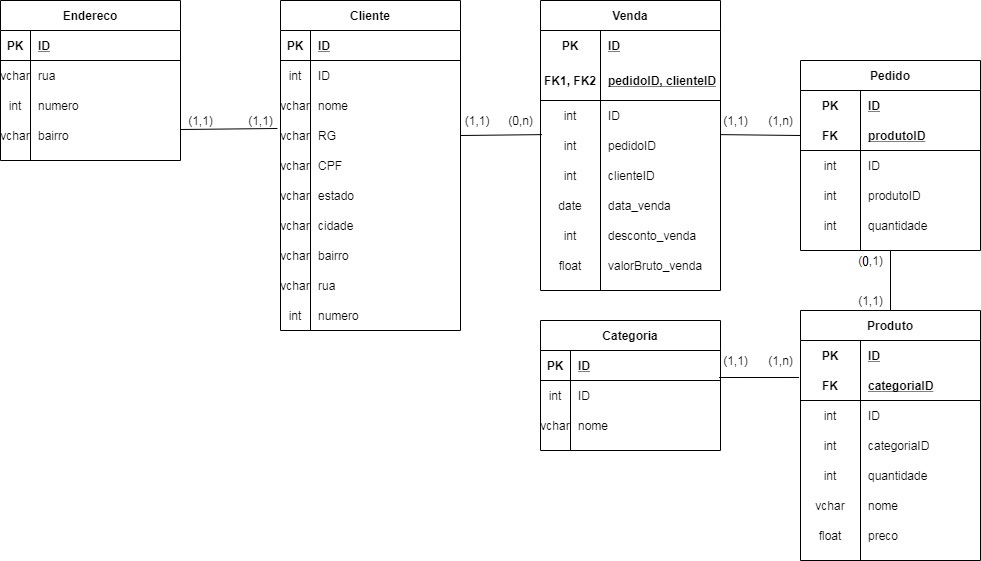 Endereco
PK ID
vchar rua
int numero
vchar bairro
(1,1) (1,1)
Cliente
PK ID
int ID
vchar nome
vchar RG
vchar CPF
vchar estado
vchar cidade
vchar bairro
vchar rua
int numero
(1,1) (0,n)
Venda
PK ID
FK1, FK2 pedidoID, clienteID
int ID
int pedidoID
int clienteID
date data_venda
int desconto_venda
float valorBruto_venda
(1,1) (1,n)
Pedido
PK ID
FK produtoID
int ID
int produtoID
int quantidade
(0,1)
(1,1)
Categoria
PK ID
int ID
vchar nome
(1,1) (1,n)
Produto
PK ID
FK categoriaID
int ID
int categoriaID
int quantidade
vchar nome
float preco